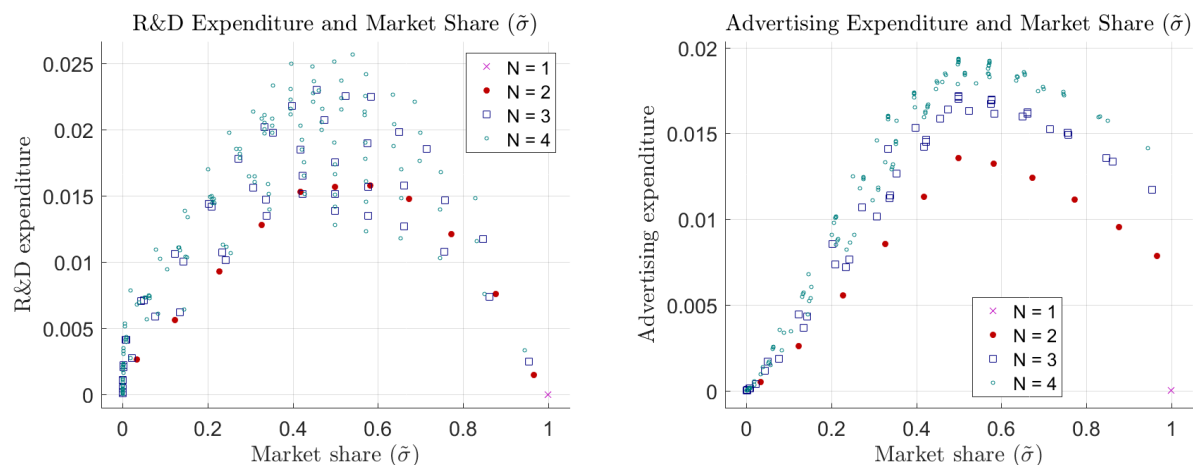 R&D Expenditure and Market Share (σ̃)
0.025
0.02
0.015
0.01
0.005
0
R&D expenditure
N = 1
N = 2
N = 3
N = 4
0 0.2 0.4 0.6 0.8 1
Market share (σ̃)
Advertising Expenditure and Market Share (σ̃)
0.02
0.015
0.01
0.005
0
Advertising expenditure
N = 1
N = 2
N = 3
N = 4
0 0.2 0.4 0.6 0.8 1
Market share (σ̃)